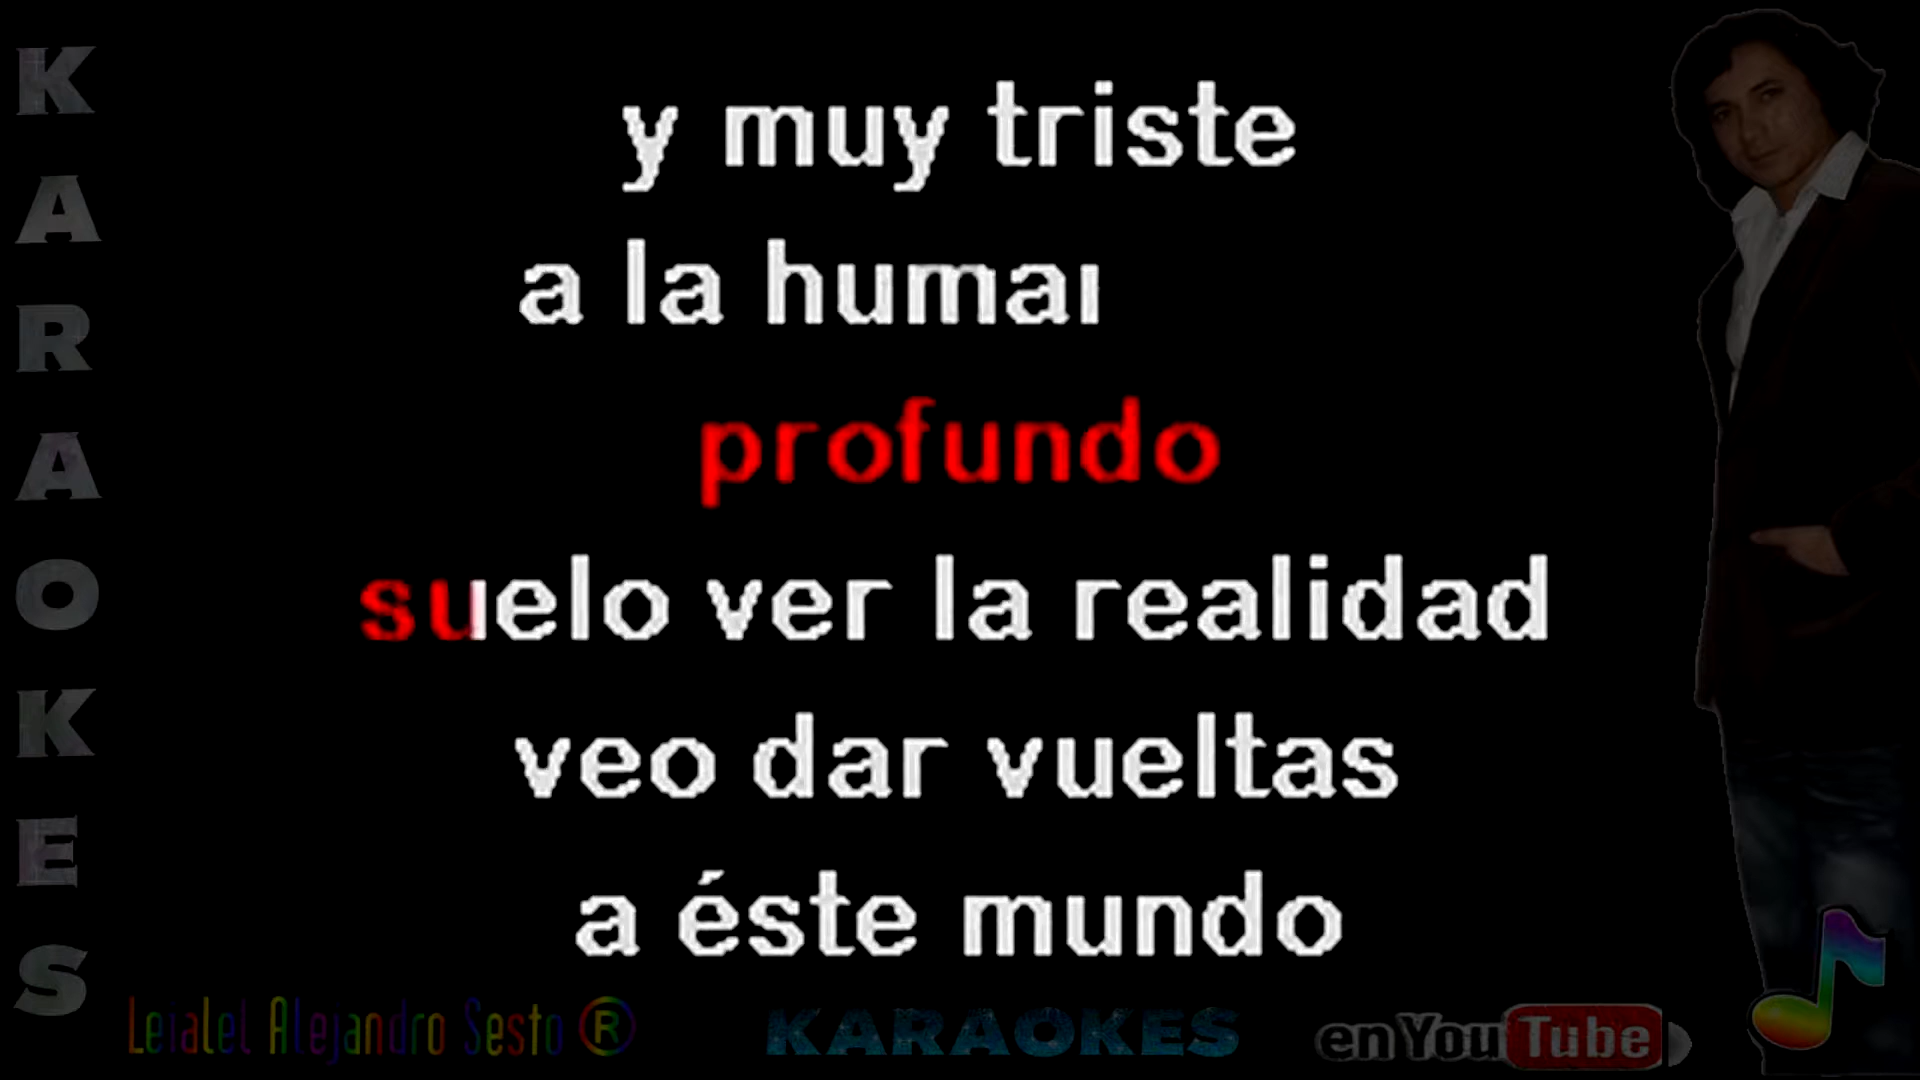 KARAOKES
y muy triste
a la
profundo
suelo ver la realidad
veo dar vueltas
a éste mundo
Leialel Alejandro Sesto ®
KARAOKES
en YouTube